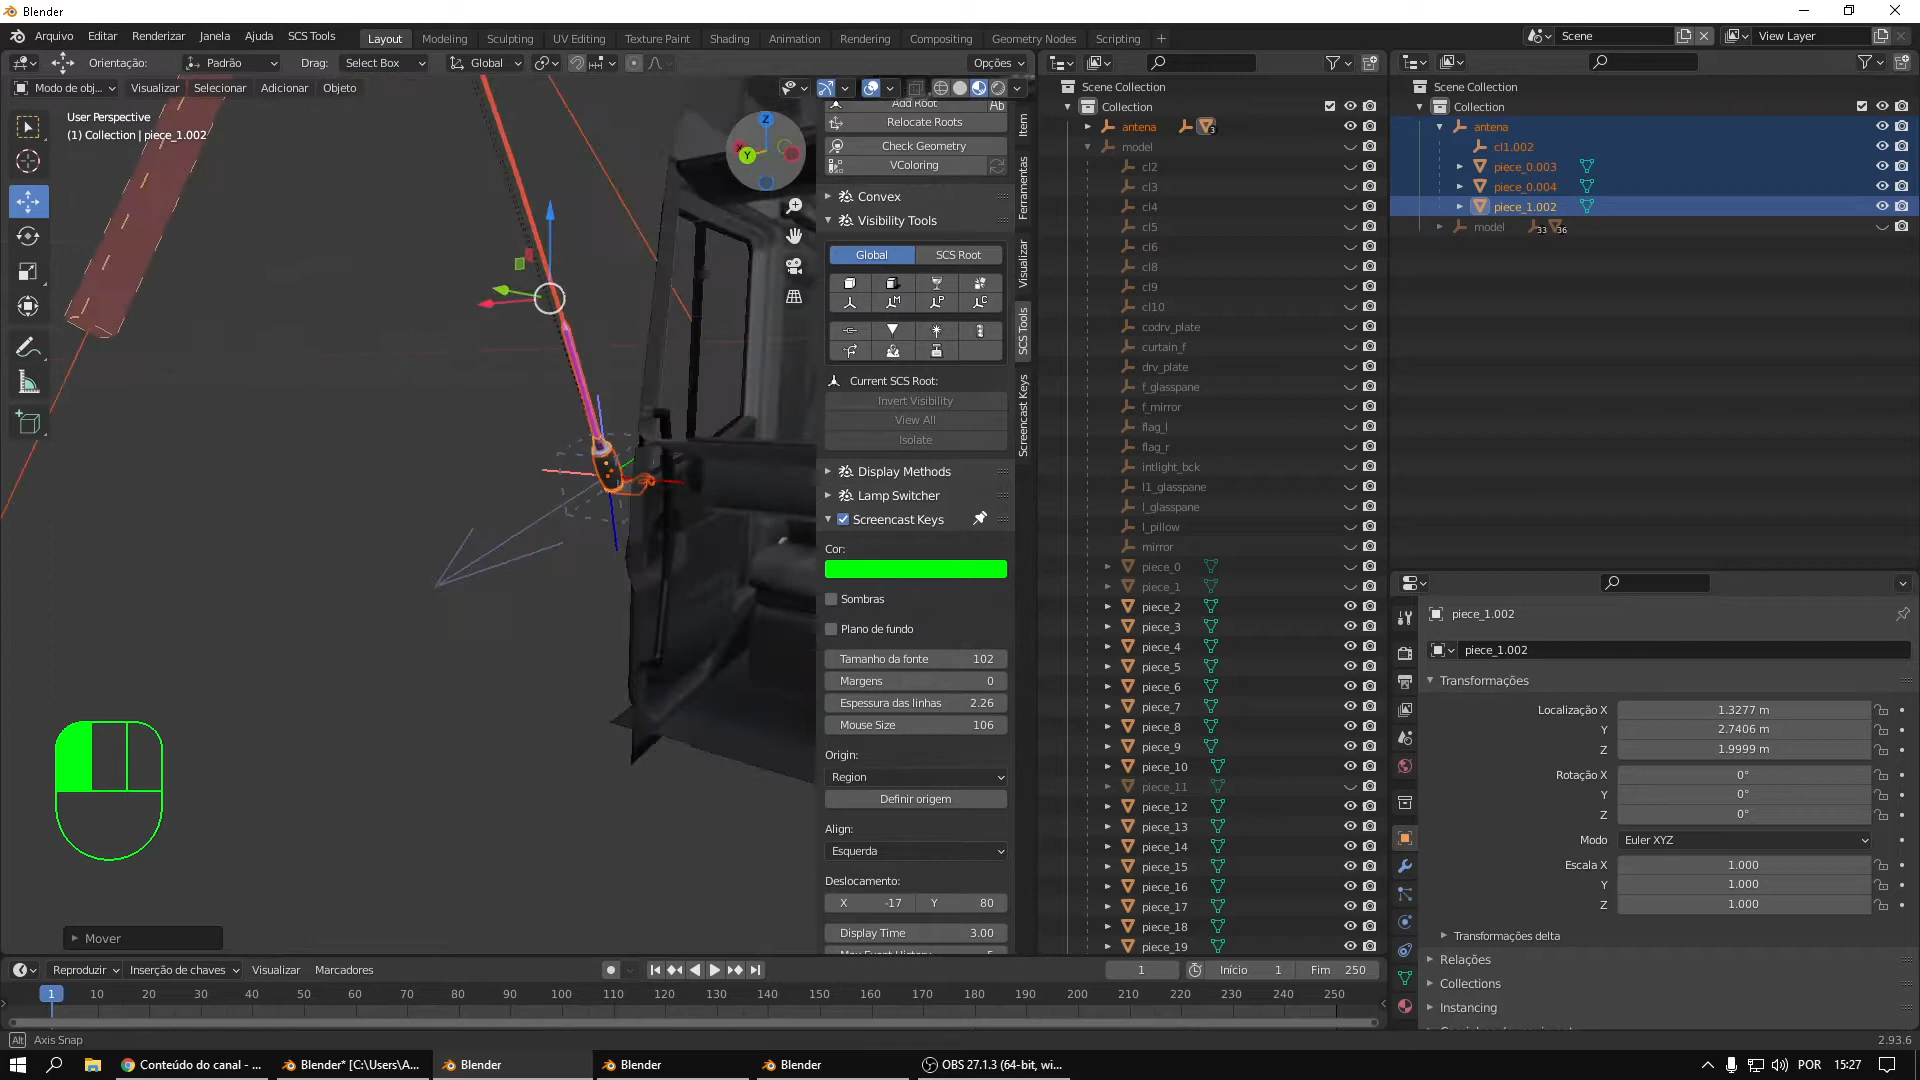 Blender
Arquivo Editar Renderizar Janela Ajuda SCS Tools
Layout Modeling Sculpting UV Editing Texture Paint Shading Animation Rendering Compositing Geometry Nodes Scripting
Scene
View Layer
Orientação: Padrão Drag: Select Box Global Opções
Modo de obj... Visualizar Selecionar Adicionar Objeto
User Perspective
(1) Collection | piece_1.002
Z
Y
X
Add Root
Relocate Roots
Check Geometry
VColoring
Convex
Visibility Tools
Global SCS Root
Current SCS Root:
Invert Visibility
View All
Isolate
Display Methods
Lamp Switcher
Screencast Keys
Cor:
Sombras
Plano de fundo
Tamanho da fonte 102
Margens 0
Espessura das linhas 2.26
Mouse Size 106
Origin:
Region
Definir origem
Align:
Esquerda
Deslocamento:
X -17 Y 80
Display Time 3.00
Item
Ferramentas
Visualizar
SCS Tools
Screencast Keys
Scene Collection
Collection
antena 3
model
cl2
cl3
cl4
cl5
cl6
cl8
cl9
cl10
codrv_plate
curtain_f
drv_plate
f_glasspane
f_mirror
flag_l
flag_r
intlight_bck
l1_glasspane
l_glasspane
l_pillow
mirror
piece_0
piece_1
piece_2
piece_3
piece_4
piece_5
piece_6
piece_7
piece_8
piece_9
piece_10
piece_11
piece_12
piece_13
piece_14
piece_15
piece_16
piece_17
piece_18
piece_19
Scene Collection
Collection
antena
cl1.002
piece_0.003
piece_0.004
piece_1.002
model 33 36
piece_1.002
piece_1.002
Transformações
Localização X 1.3277 m
Y 2.7406 m
Z 1.9999 m
Rotação X 0°
Y 0°
Z 0°
Modo Euler XYZ
Escala X 1.000
Y 1.000
Z 1.000
Transformações delta
Relações
Collections
Instancing
Mover
Reproduzir Inserção de chaves Visualizar Marcadores
1 Início 1 Fim 250
1 10 20 30 40 50 60 70 80 90 100 110 120 130 140 150 160 170 180 190 200 210 220 230 240 250
Alt Axis Snap
2.93.6
Conteúdo do canal - ...
Blender* [C:\Users\A...
Blender
Blender
Blender
OBS 27.1.3 (64-bit, wi...
POR 15:27